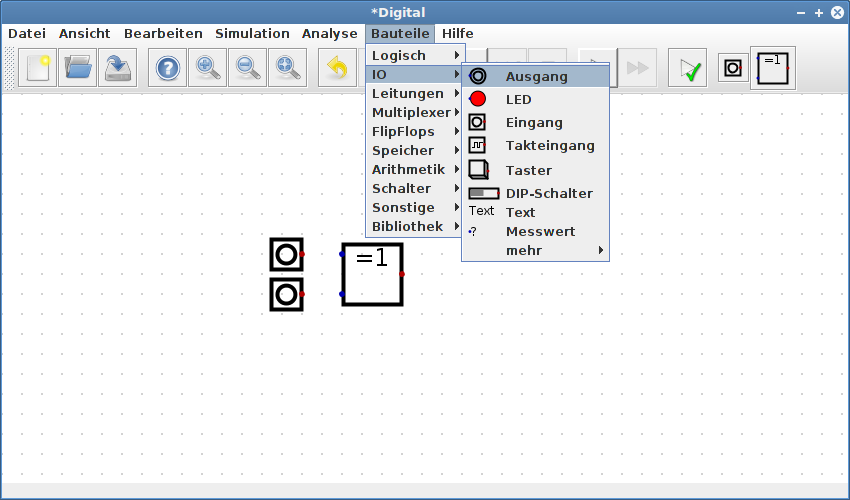 *Digital
Datei Ansicht Bearbeiten Simulation Analyse Bauteile Hilfe
=1
Logisch
IO
Leitungen
Multiplexer
FlipFlops
Speicher
Arithmetik
Schalter
Sonstige
Bibliothek
Ausgang
LED
Eingang
Takteingang
Taster
DIP-Schalter
Text Text
? Messwert
mehr
=1